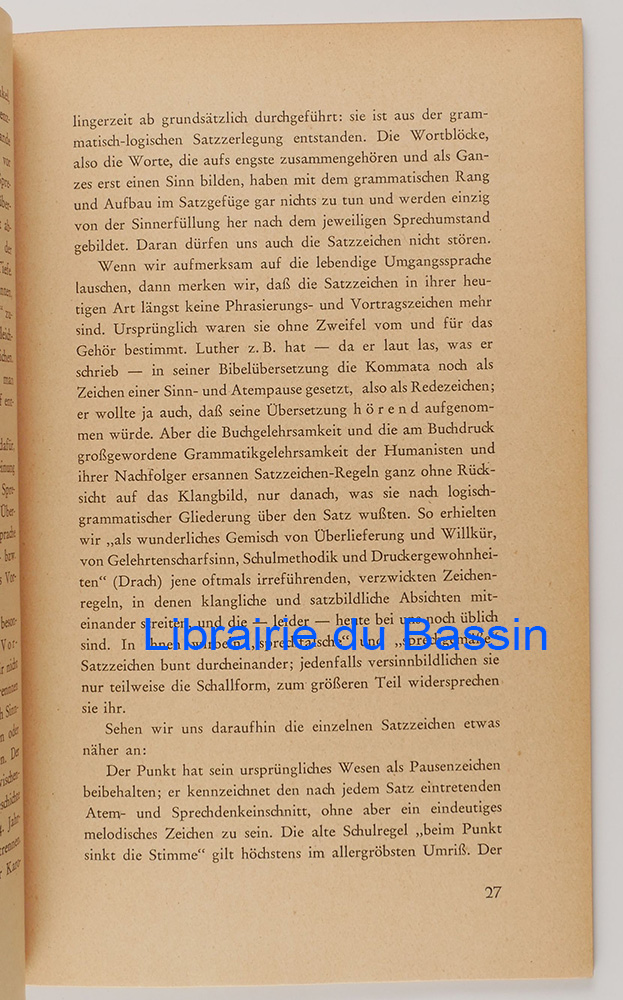 lingerzeit ab grundsätzlich durchgeführt: sie ist aus der gram-
matisch-logischen Satzzerlegung entstanden. Die Wortblöcke,
also die Worte, die aufs engste zusammengehören und als Gan-
zes erst einen Sinn bilden, haben mit dem grammatischen Rang
und Aufbau im Satzgefüge gar nichts zu tun und werden einzig
von der Sinnerfüllung her nach dem jeweiligen Sprechumstand
gebildet. Daran dürfen uns auch die Satzzeichen nicht stören.
Wenn wir aufmerksam auf die lebendige Umgangssprache
lauschen, dann merken wir, daß die Satzzeichen in ihrer heu-
tigen Art längst keine Phrasierungs- und Vortragszeichen mehr
sind. Ursprünglich waren sie ohne Zweifel vom und für das
Gehör bestimmt. Luther z. B. hat — da er laut las, was er
schrieb — in seiner Bibelübersetzung die Kommata noch als
Zeichen einer Sinn- und Atempause gesetzt, also als Redezeichen;
er wollte ja auch, daß seine Übersetzung hörend aufgenom-
men würde. Aber die Buchgelehrsamkeit und die am Buchdruck
großgewordene Grammatikgelehrsamkeit der Humanisten und
ihrer Nachfolger ersannen Satzzeichen-Regeln ganz ohne Rück-
sicht auf das Klangbild, nur danach, was sie nach logisch-
grammatischer Gliederung über den Satz wußten. So erhielten
wir „als wunderliches Gemisch von Überlieferung und Willkür,
von Gelehrtenscharfsinn, Schulmethodik und Druckergewohnhei-
ten“ (Drach) jene oftmals irreführenden, verzwickten Zeichen-
regeln, in denen klangliche und satzbildliche Absichten mit-
einander streiten, und die — leider — heute bei uns noch üblich
Librairie du Bassin
sind. In „sprechfalsche“ und „sprechgemäße“
Satzzeichen bunt durcheinander; jedenfalls versinnbildlichen sie
nur teilweise die Schallform, zum größeren Teil widersprechen
sie ihr.
Sehen wir uns daraufhin die einzelnen Satzzeichen etwas
näher an:
Der Punkt hat sein ursprüngliches Wesen als Pausenzeichen
beibehalten; er kennzeichnet den nach jedem Satz eintretenden
Atem- und Sprechdenkeinschnitt, ohne aber ein eindeutiges
melodisches Zeichen zu sein. Die alte Schulregel „beim Punkt
sinkt die Stimme“ gilt höchstens im allergröbsten Umriß. Der
27